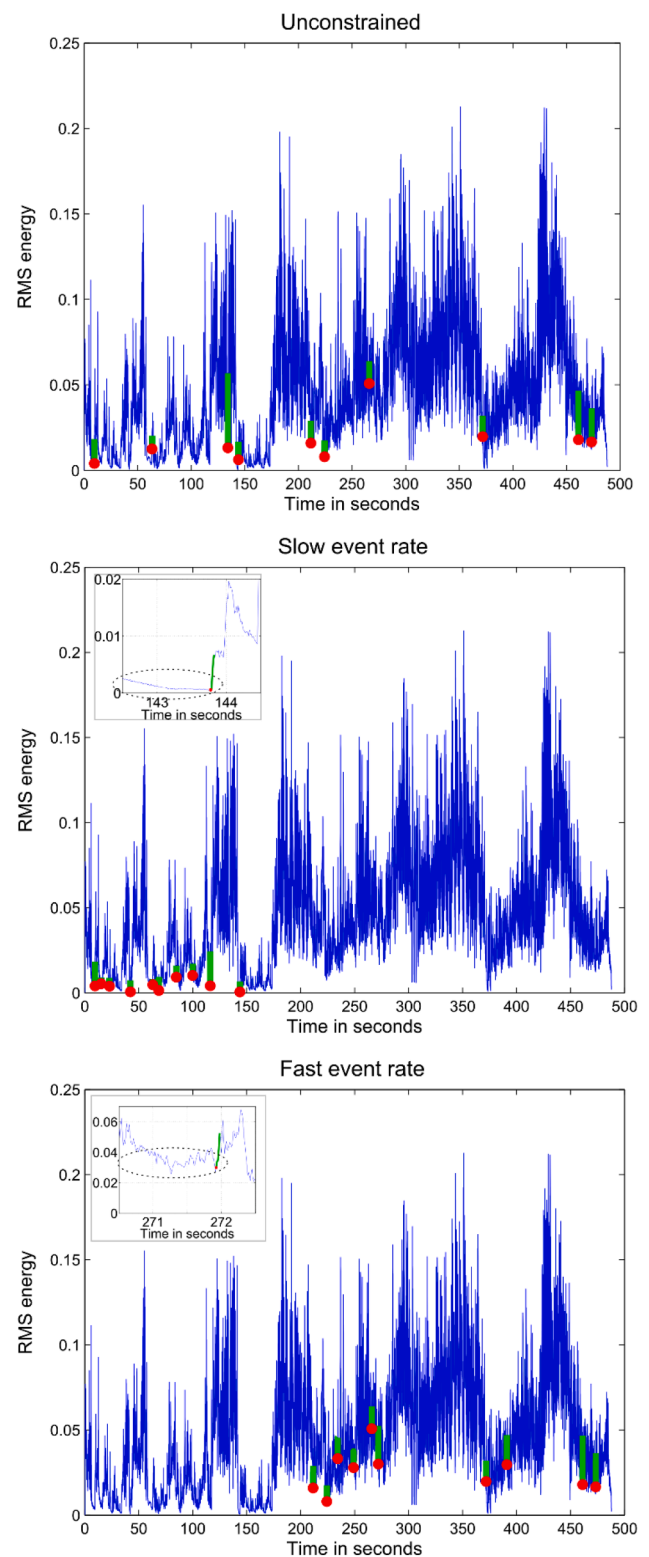 Unconstrained
0.25
0.2
0.15
0.1
0.05
0
RMS energy
0 50 100 150 200 250 300 350 400 450 500
Time in seconds
Slow event rate
0.25
0.2
0.15
0.1
0.05
0
RMS energy
0.02
0.01
0
143 144
Time in seconds
0 50 100 150 200 250 300 350 400 450 500
Time in seconds
Fast event rate
0.25
0.2
0.15
0.1
0.05
0
RMS energy
0.06
0.04
0.02
0
271 272
Time in seconds
0 50 100 150 200 250 300 350 400 450 500
Time in seconds